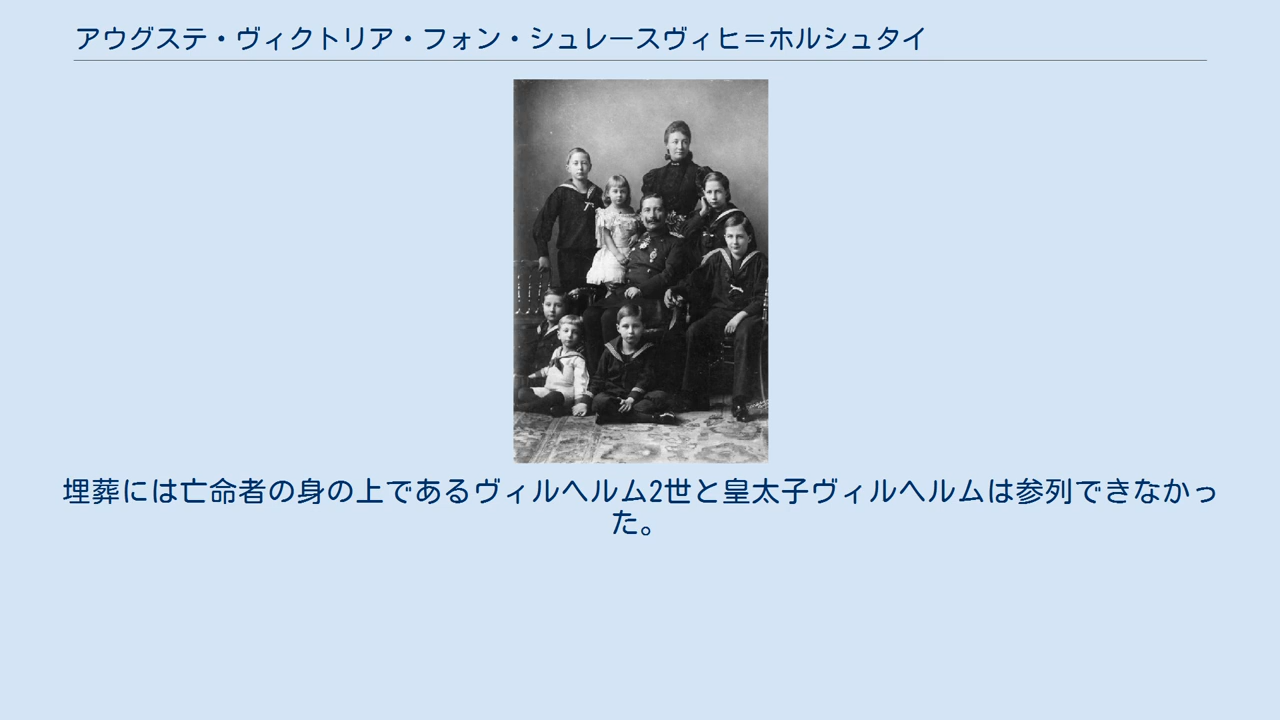 アウグステ・ヴィクトリア・フォン・シュレースヴィヒ＝ホルシュタイ
埋葬には亡命者の身の上であるヴィルヘルム2世と皇太子ヴィルヘルムは参列できなかっ
た。